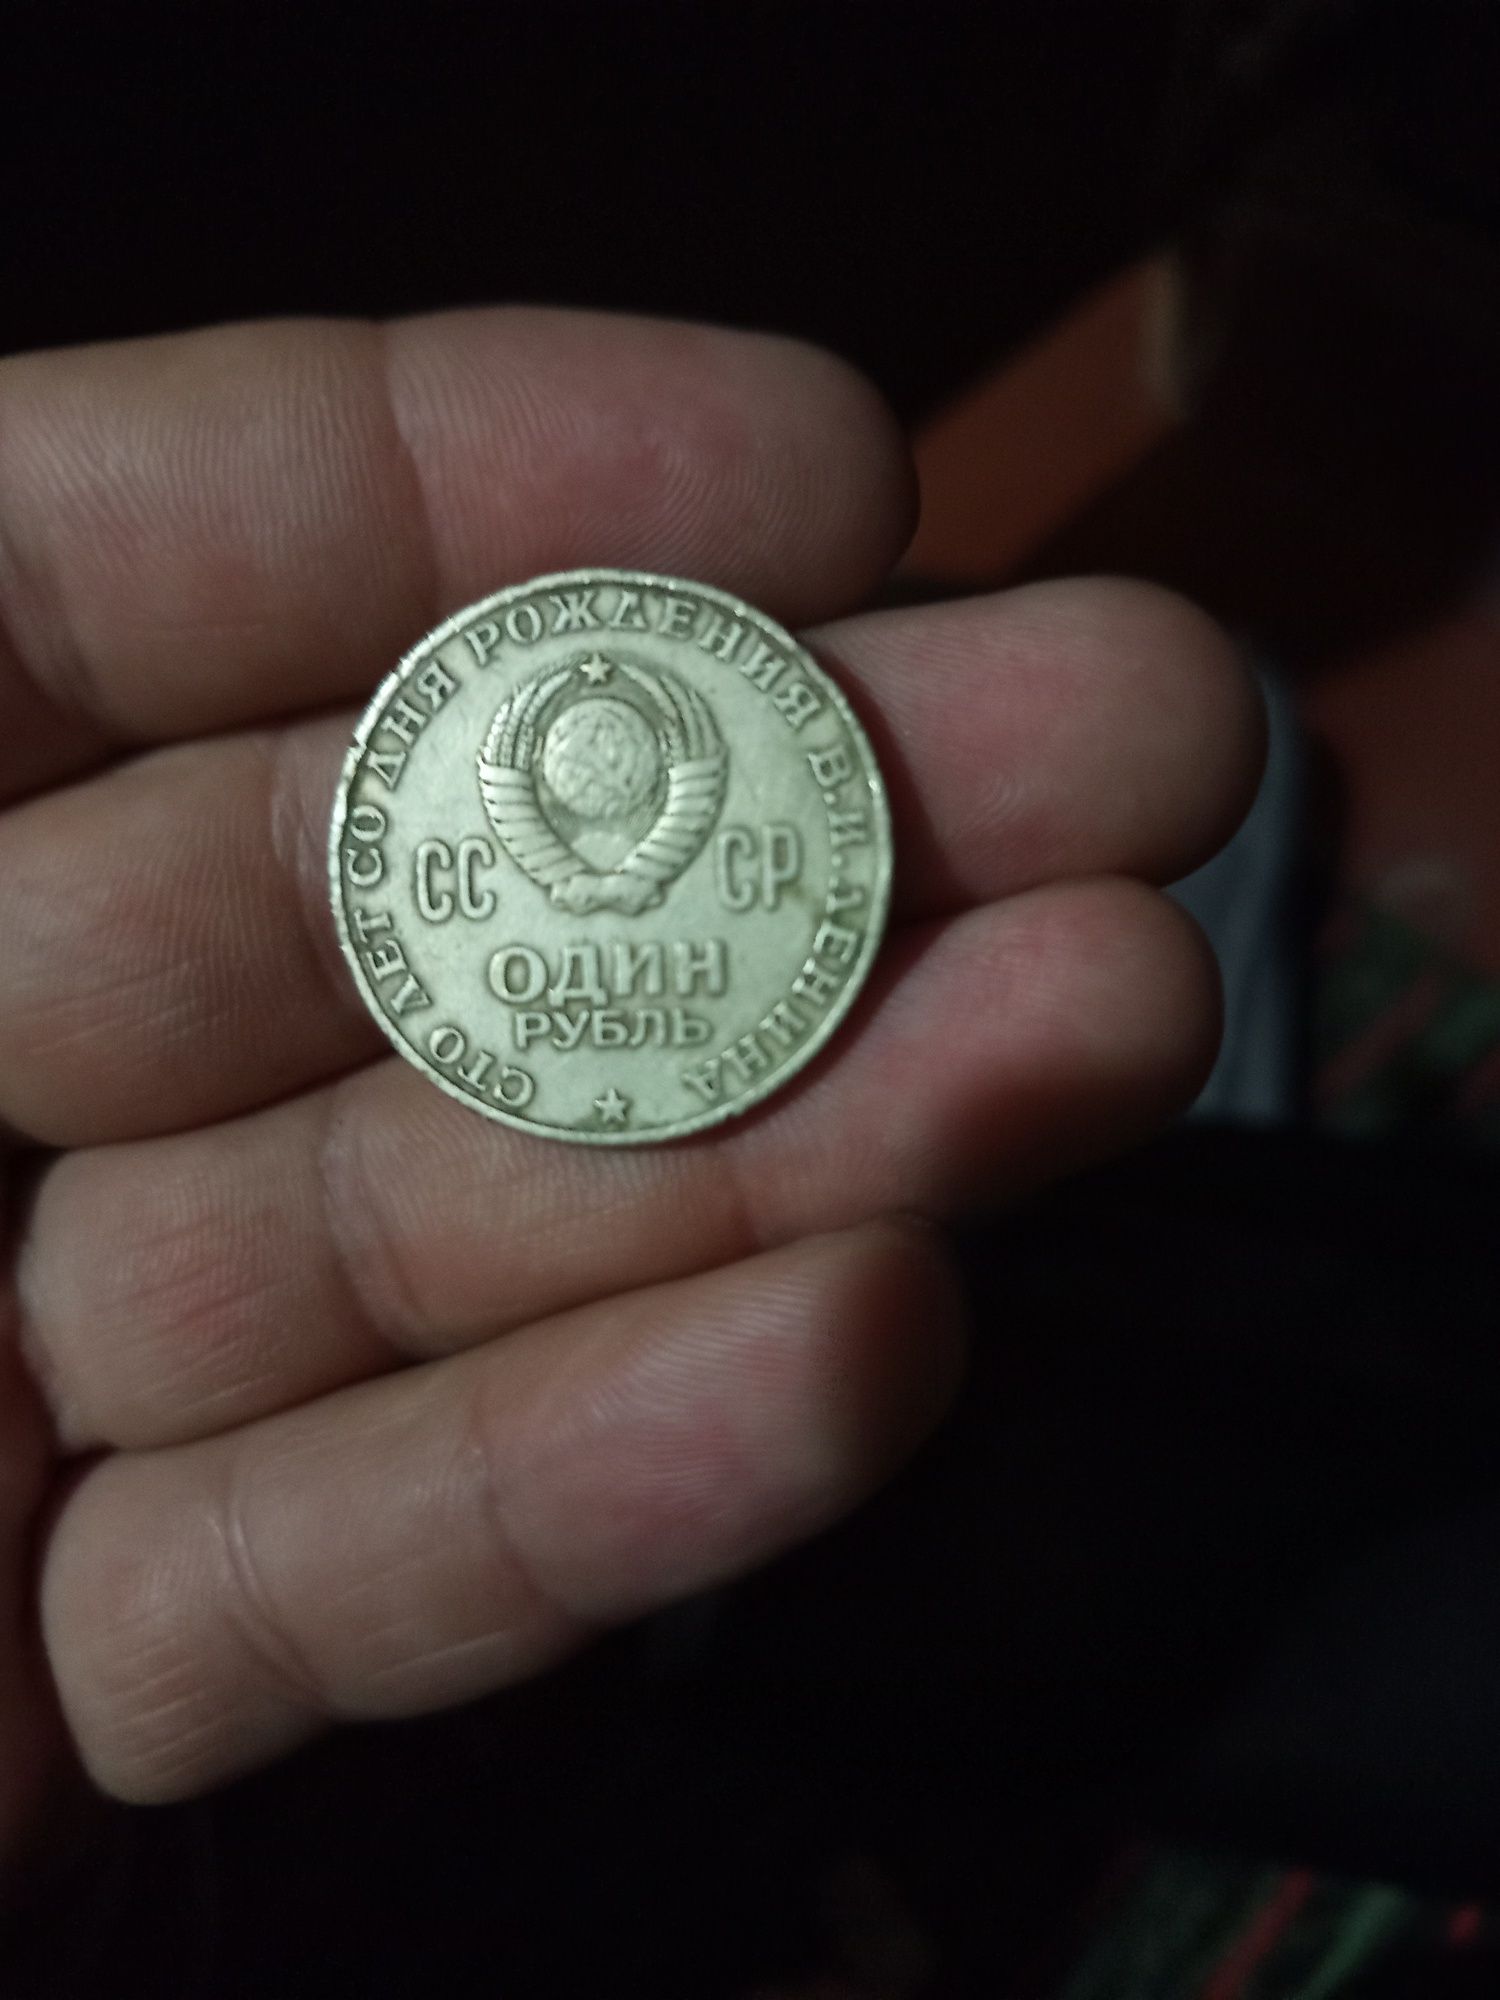 СТО ЛЕТ СО ДНЯ РОЖДЕНИЯ В.И.ЛЕНИНА
СС СР
ОДИН
РУБЛЬ